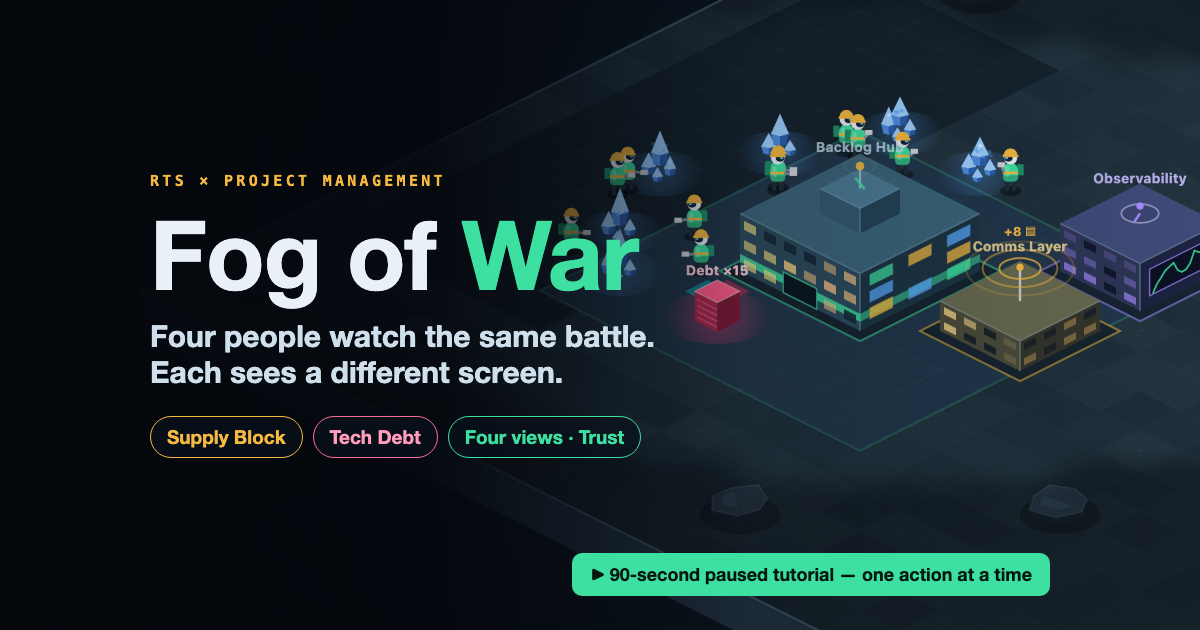 RTS × PROJECT MANAGEMENT
Fog of War
Four people watch the same battle.
Each sees a different screen.
Supply Block
Tech Debt
Four views · Trust
Backlog Hub
Observability
+8
Comms Layer
Debt ×15
▶ 90-second paused tutorial — one action at a time